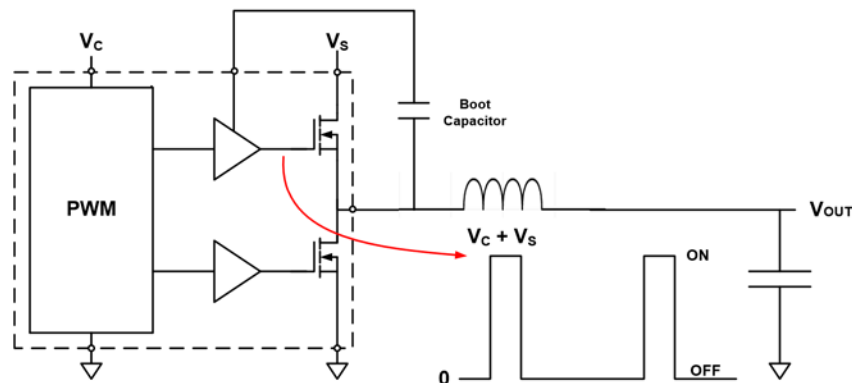 VC
VS
Boot
Capacitor
PWM
VOUT
VC + VS
ON
0
OFF